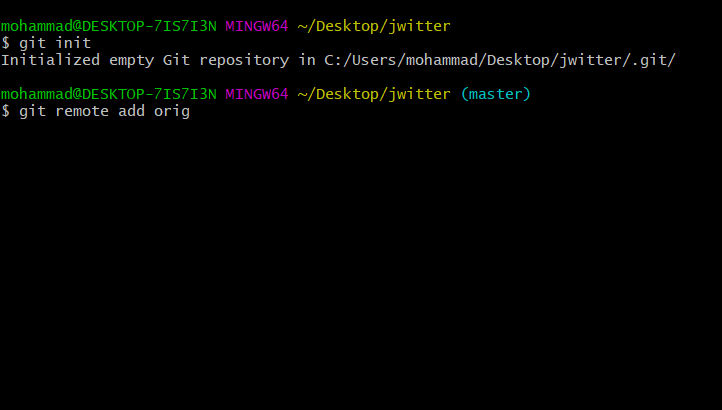 mohammad@DESKTOP-7IS7I3N MINGW64 ~/Desktop/jwitter
$ git init
Initialized empty Git repository in C:/Users/mohammad/Desktop/jwitter/.git/
mohammad@DESKTOP-7IS7I3N MINGW64 ~/Desktop/jwitter (master)
$ git remote add orig